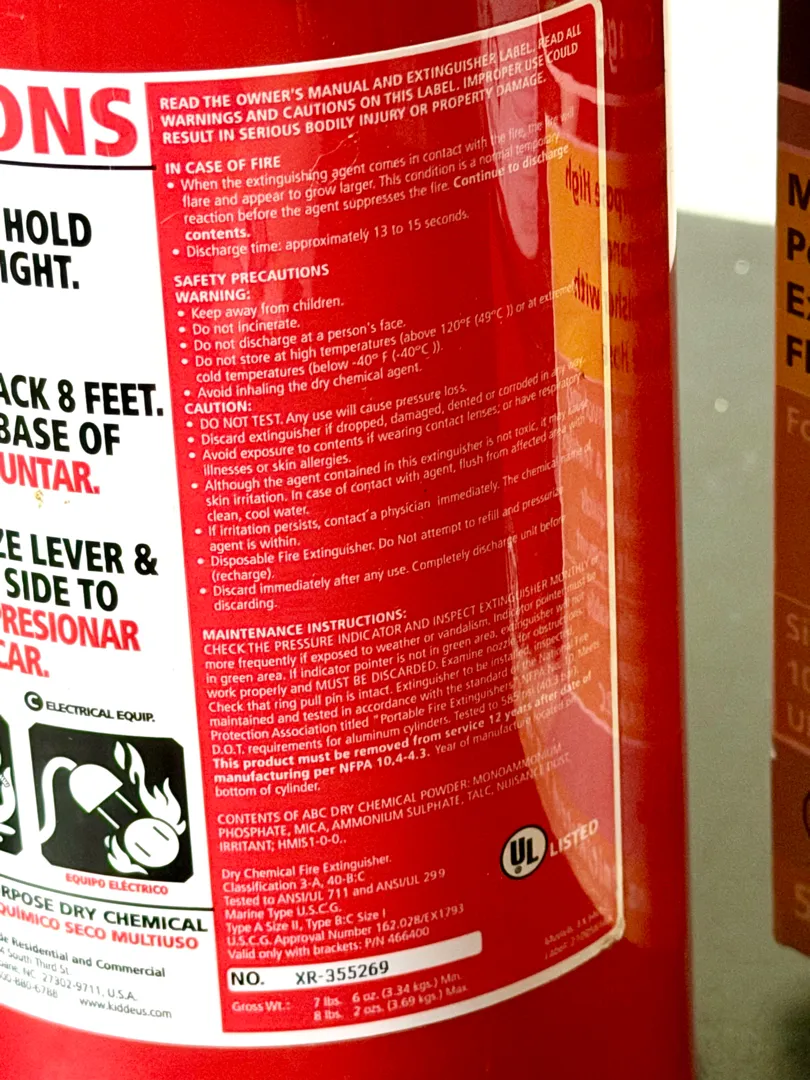 ONS
HOLD
IGHT.
ACK 8 FEET.
BASE OF
UNTAR.
ZE LEVER &
SIDE TO
PRESIONAR
CAR.
C ELECTRICAL EQUIP.
EQUIPO ELÉCTRICO
RPOSE DRY CHEMICAL
QUÍMICO SECO MULTIUSO
Residential and Commercial
South Third St.
NC 27302-9711, U.S.A.
www.kiddeus.com
READ THE OWNER'S MANUAL AND EXTINGUISHER LABEL. READ ALL
WARNINGS AND CAUTIONS ON THIS LABEL. IMPROPER USE COULD
RESULT IN SERIOUS BODILY INJURY OR PROPERTY DAMAGE.
IN CASE OF FIRE
• When the extinguishing agent comes in contact with the fire, the fire will
flare and appear to grow larger. This condition is a normal temporary
reaction before the agent suppresses the fire. Continue to discharge
contents.
• Discharge time: approximately 13 to 15 seconds.
SAFETY PRECAUTIONS
WARNING:
• Keep away from children.
• Do not incinerate.
• Do not discharge at a person's face.
• Do not store at high temperatures (above 120°F (49°C )) or at extremel
cold temperatures (below -40° F (-40°C )).
• Avoid inhaling the dry chemical agent.
CAUTION:
• DO NOT TEST. Any use will cause pressure loss.
• Discard extinguisher if dropped, damaged, dented or corroded in any way.
• Avoid exposure to contents if wearing contact lenses; or have respiratory
illnesses or skin allergies.
• Although the agent contained in this extinguisher is not toxic, it may cause
skin irritation. In case of contact with agent, flush from affected area with
clean, cool water.
• If irritation persists, contact a physician immediately. The chemical name of
agent is within.
• Disposable Fire Extinguisher. Do Not attempt to refill and pressurize
(recharge).
• Discard immediately after any use. Completely discharge unit before
discarding.
MAINTENANCE INSTRUCTIONS:
CHECK THE PRESSURE INDICATOR AND INSPECT EXTINGUISHER MONTHLY or
more frequently if exposed to weather or vandalism. Indicator pointer must be
in green area. If indicator pointer is not in green area, extinguisher will not
work properly and MUST BE DISCARDED. Examine nozzle for obstructions.
Check that ring pull pin is intact. Extinguisher to be installed, inspected,
maintained and tested in accordance with the standard of the National Fire
Protection Association titled "Portable Fire Extinguishers" NFPA No. 10. Meets
D.O.T. requirements for aluminum cylinders. Tested to 585 psi (40.3 bar).
This product must be removed from service 12 years after date of
manufacturing per NFPA 10,4-4.3. Year of manufacture located on
bottom of cylinder.
CONTENTS OF ABC DRY CHEMICAL POWDER: MONOAMMONIUM
PHOSPHATE, MICA, AMMONIUM SULPHATE, TALC, NUISANCE DUST,
IRRITANT; HMIS1-0-0..
Dry Chemical Fire Extinguisher.
Classification 3-A, 40-B:C
Tested to ANSI/UL 711 and ANSI/UL 299
Marine Type U.S.C.G.
Type A Size II, Type B:C Size I
U.S.C.G. Approval Number 162.028/EX1793
Valid only with brackets: P/N 466400
UL LISTED
NO. XR-355269
Gross Wt.: 7 lbs. 6 oz. (3.34 kgs.) Min.
8 lbs. 2 ozs. (3.69 kgs.) Max.